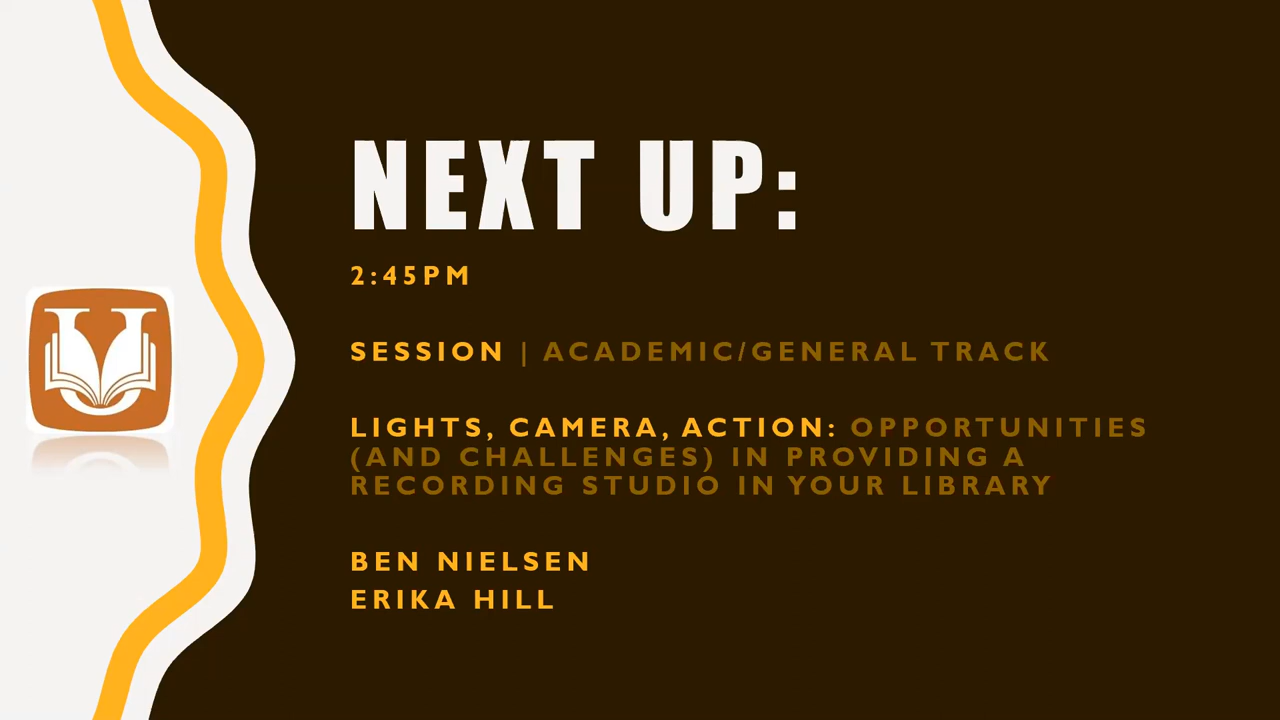 NEXT UP:
2:45PM
SESSION | ACADEMIC/GENERAL TRACK
LIGHTS, CAMERA, ACTION: OPPORTUNITIES
(AND CHALLENGES) IN PROVIDING A
RECORDING STUDIO IN YOUR LIBRARY
BEN NIELSEN
ERIKA HILL